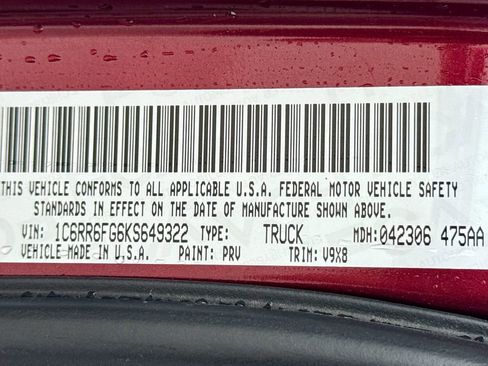 THIS VEHICLE CONFORMS TO ALL APPLICABLE U.S.A. FEDERAL MOTOR VEHICLE SAFETY
STANDARDS IN EFFECT ON THE DATE OF MANUFACTURE SHOWN ABOVE.
VIN: 1C6RR6FG6KS649322 TYPE: TRUCK MDH: 042306 475AA
VEHICLE MADE IN U.S.A. PAINT: PRV TRIM: V9X8